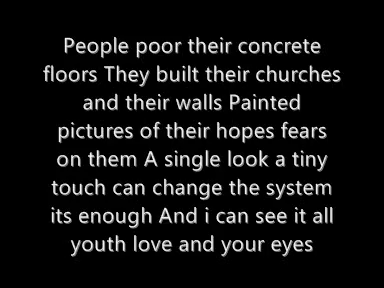 People poor their concrete
floors They built their churches
and their walls Painted
pictures of their hopes fears
on them A single look a tiny
touch can change the system
its enough And i can see it all
youth love and your eyes